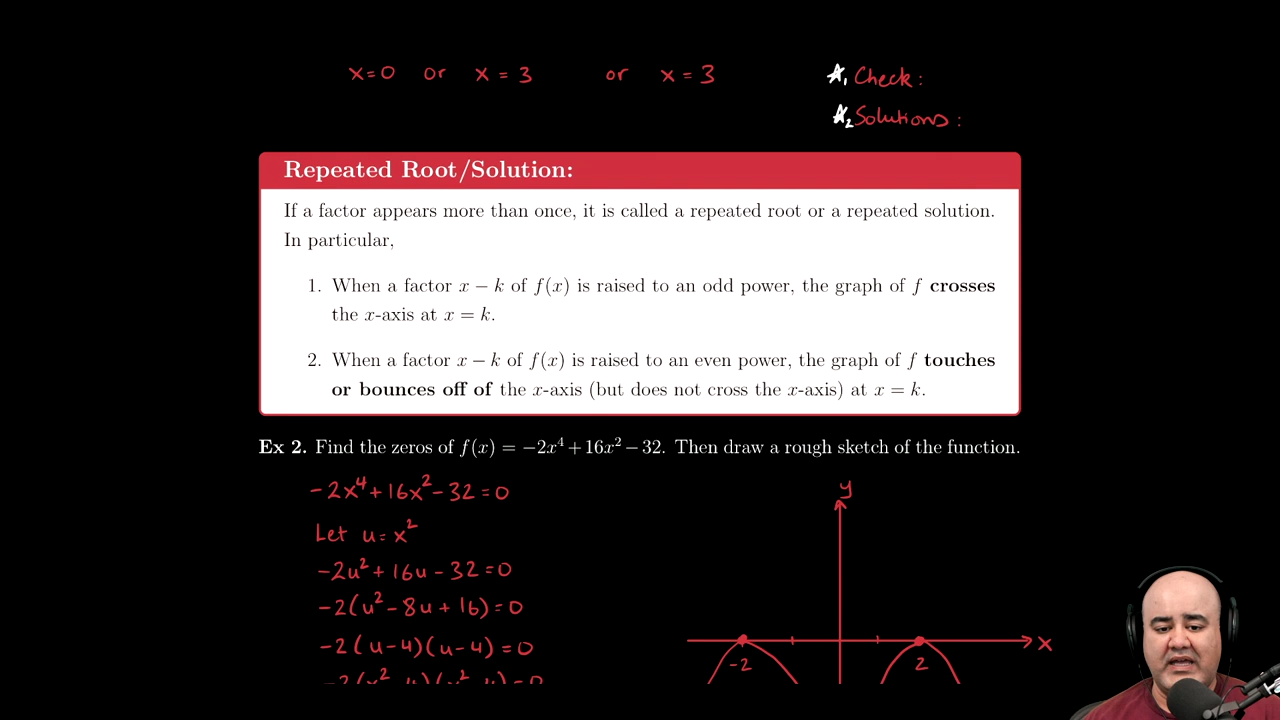 x=0 or x = 3 or x = 3
☆₁ Check:
☆₂ Solutions:
Repeated Root/Solution:
If a factor appears more than once, it is called a repeated root or a repeated solution.
In particular,
1. When a factor x − k of f(x) is raised to an odd power, the graph of f crosses
the x-axis at x = k.
2. When a factor x − k of f(x) is raised to an even power, the graph of f touches
or bounces off of the x-axis (but does not cross the x-axis) at x = k.
Ex 2. Find the zeros of f(x) = −2x⁴ + 16x² − 32. Then draw a rough sketch of the function.
-2x⁴ + 16x² - 32 = 0
Let u = x²
-2u² + 16u - 32 = 0
-2(u² - 8u + 16) = 0
-2(u-4)(u-4) = 0
y
x
-2
2